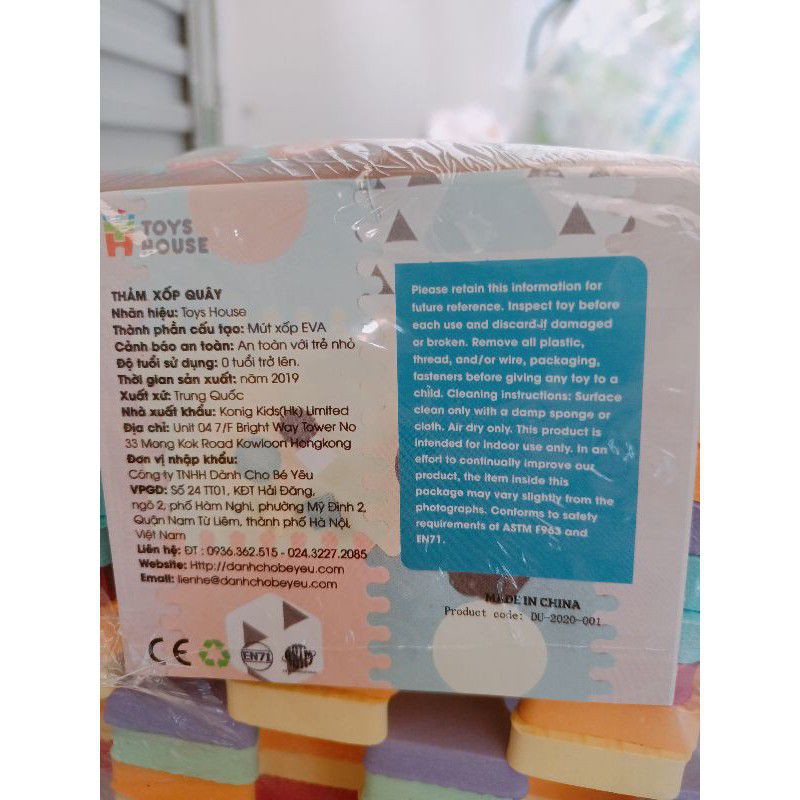 TOYS
HOUSE
THẢM XỐP QUÂY
Nhãn hiệu: Toys House
Thành phần cấu tạo: Mút xốp EVA
Cảnh báo an toàn: An toàn với trẻ nhỏ
Độ tuổi sử dụng: 0 tuổi trở lên.
Thời gian sản xuất: năm 2019
Xuất xứ: Trung Quốc
Nhà xuất khẩu: Konig Kids(Hk) Limited
Địa chỉ: Unit 04 7/F Bright Way Tower No
33 Mong Kok Road Kowloon Hongkong
Đơn vị nhập khẩu:
Công ty TNHH Dành Cho Bé Yêu
VPGD: Số 24 TT01, KĐT Hải Đăng,
ngõ 2, phố Hàm Nghi, phường Mỹ Đình 2,
Quận Nam Từ Liêm, thành phố Hà Nội,
Việt Nam
Liên hệ: ĐT : 0936.362.515 - 024.3227.2085
Website: Http://danhchobeyeu.com
Email: lienhe@danhchobeyeu.com
CE
EN71
ASTM
Please retain this information for
future reference. Inspect toy before
each use and discard if damaged
or broken. Remove all plastic,
thread, and/or wire, packaging,
fasteners before giving any toy to a
child. Cleaning instructions: Surface
clean only with a damp sponge or
cloth. Air dry only. This product is
intended for indoor use only. In an
effort to continually improve our
product, the item inside this
package may vary slightly from the
photographs. Conforms to safety
requirements of ASTM F963 and
EN71.
MADE IN CHINA
Product code: DU-2020-001